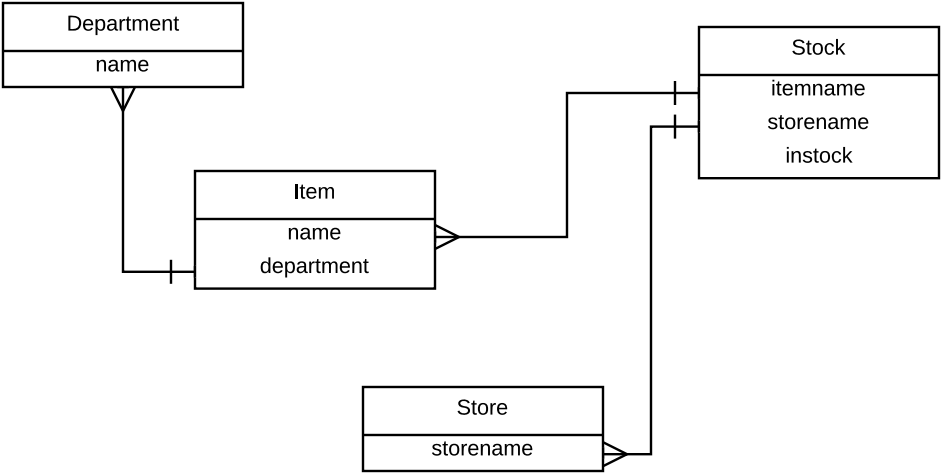 Department
name
Stock
itemname
storename
instock
Item
name
department
Store
storename